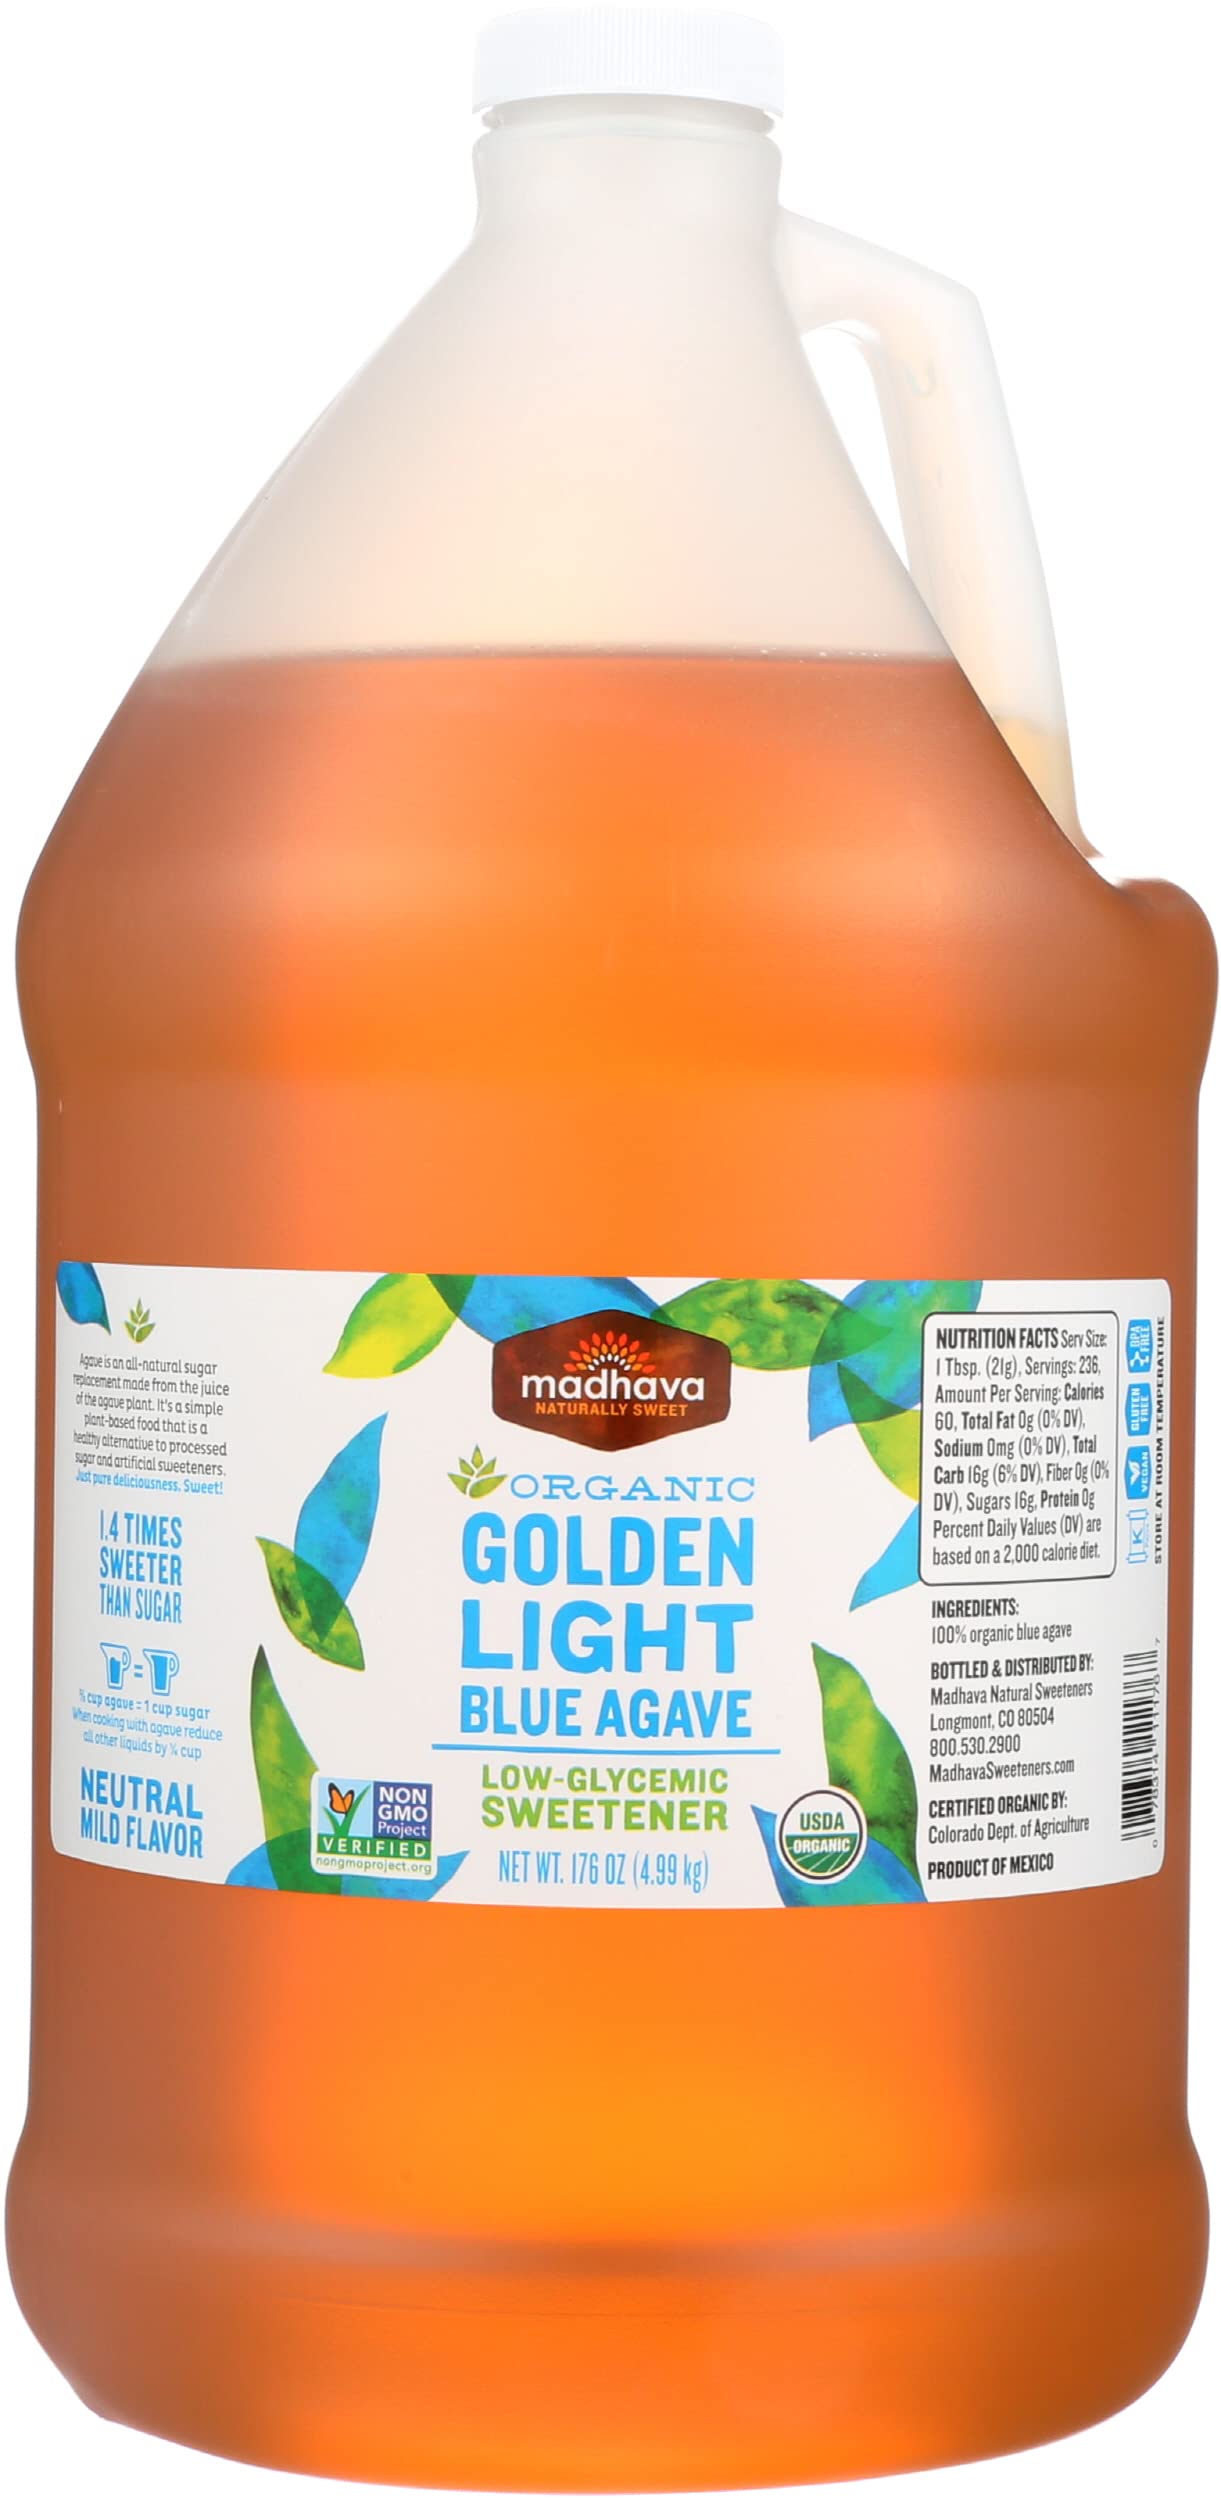 Agave is an all-natural sugar
replacement made from the juice
of the agave plant. It's a simple
plant-based food that is a
healthy alternative to processed
sugar and artificial sweeteners.
Just pure deliciousness. Sweet!
1.4 TIMES
SWEETER
THAN SUGAR
=
cup agave = 1 cup sugar
When cooking with agave reduce
all other liquids by ¼ cup
NEUTRAL
MILD FLAVOR
madhava
NATURALLY SWEET
ORGANIC
GOLDEN
LIGHT
BLUE AGAVE
LOW-GLYCEMIC
SWEETENER
NET WT. 176 OZ (4.99 kg)
NON
GMO
Project
VERIFIED
nongmoproject.org
USDA
ORGANIC
NUTRITION FACTS Serv Size:
1 Tbsp. (21g), Servings: 236,
Amount Per Serving: Calories
60, Total Fat 0g (0% DV),
Sodium 0mg (0% DV), Total
Carb 16g (6% DV), Fiber 0g (0%
DV), Sugars 16g, Protein 0g
Percent Daily Values (DV) are
based on a 2,000 calorie diet.
INGREDIENTS:
100% organic blue agave
BOTTLED & DISTRIBUTED BY:
Madhava Natural Sweeteners
Longmont, CO 80504
800.530.2900
MadhavaSweeteners.com
CERTIFIED ORGANIC BY:
Colorado Dept. of Agriculture
PRODUCT OF MEXICO
BPA
FREE
GLUTEN
FREE
VEGAN
K
STORE AT ROOM TEMPERATURE